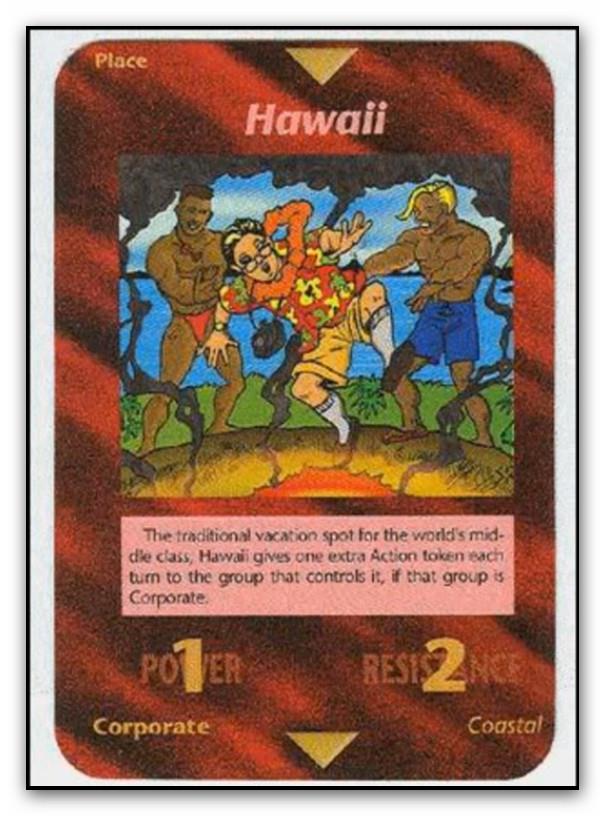 Place
Hawaii
The traditional vacation spot for the world's mid-
dle class, Hawaii gives one extra Action token each
turn to the group that controls it, if that group is
Corporate.
POWER 1 RESISTANCE 2
Corporate Coastal